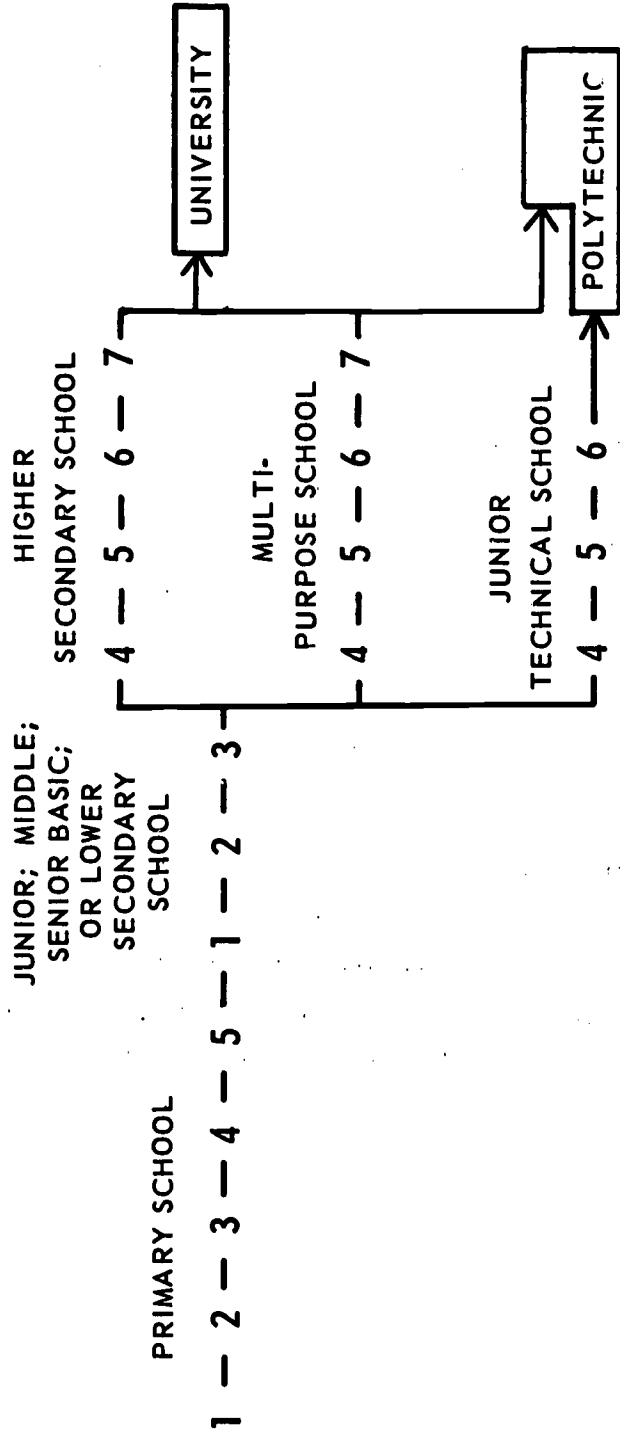 PRIMARY SCHOOL
1 — 2 — 3 — 4 — 5 — 1 — 2 — 3
JUNIOR; MIDDLE;
SENIOR BASIC;
OR LOWER
SECONDARY
SCHOOL
HIGHER
SECONDARY SCHOOL
4 — 5 — 6 — 7
UNIVERSITY
MULTI-
PURPOSE SCHOOL
4 — 5 — 6 — 7
JUNIOR
TECHNICAL SCHOOL
4 — 5 — 6
POLYTECHNIC